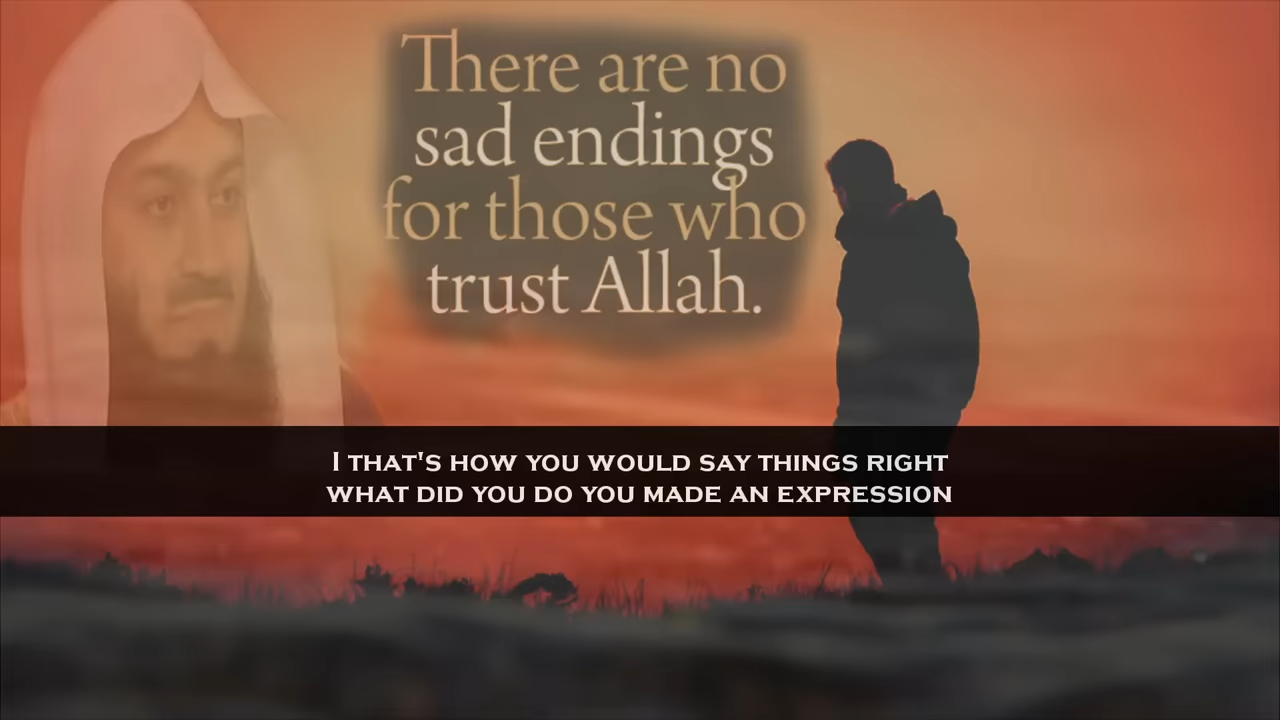 There are no
sad endings
for those who
trust Allah.
I THAT'S HOW YOU WOULD SAY THINGS RIGHT
WHAT DID YOU DO YOU MADE AN EXPRESSION